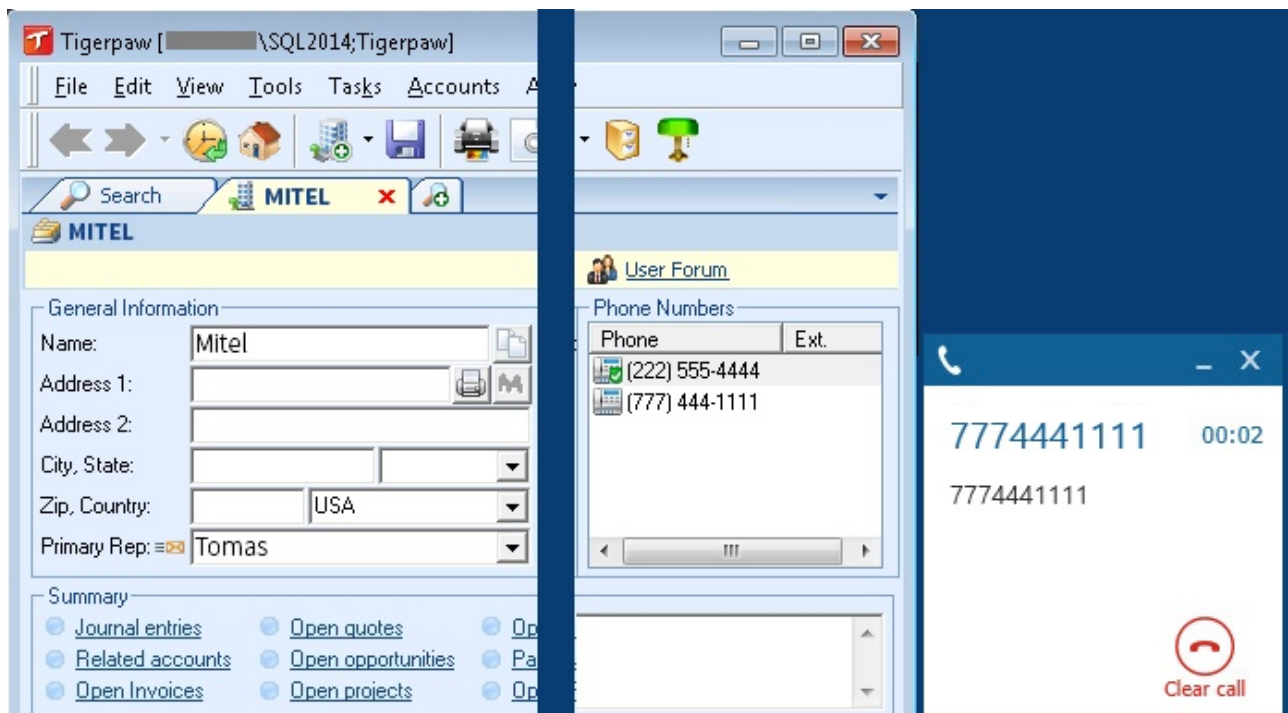 Tigerpaw [ \SQL2014;Tigerpaw]
File Edit View Tools Tasks Accounts
Search MITEL
MITEL
User Forum
General Information
Name: Mitel
Address 1:
Address 2:
City, State:
Zip, Country: USA
Primary Rep: Tomas
Phone Numbers
Phone Ext.
(222) 555-4444
(777) 444-1111
Summary
Journal entries Open quotes Op
Related accounts Open opportunities Pa
Open Invoices Open projects Op
7774441111 00:02
7774441111
Clear call